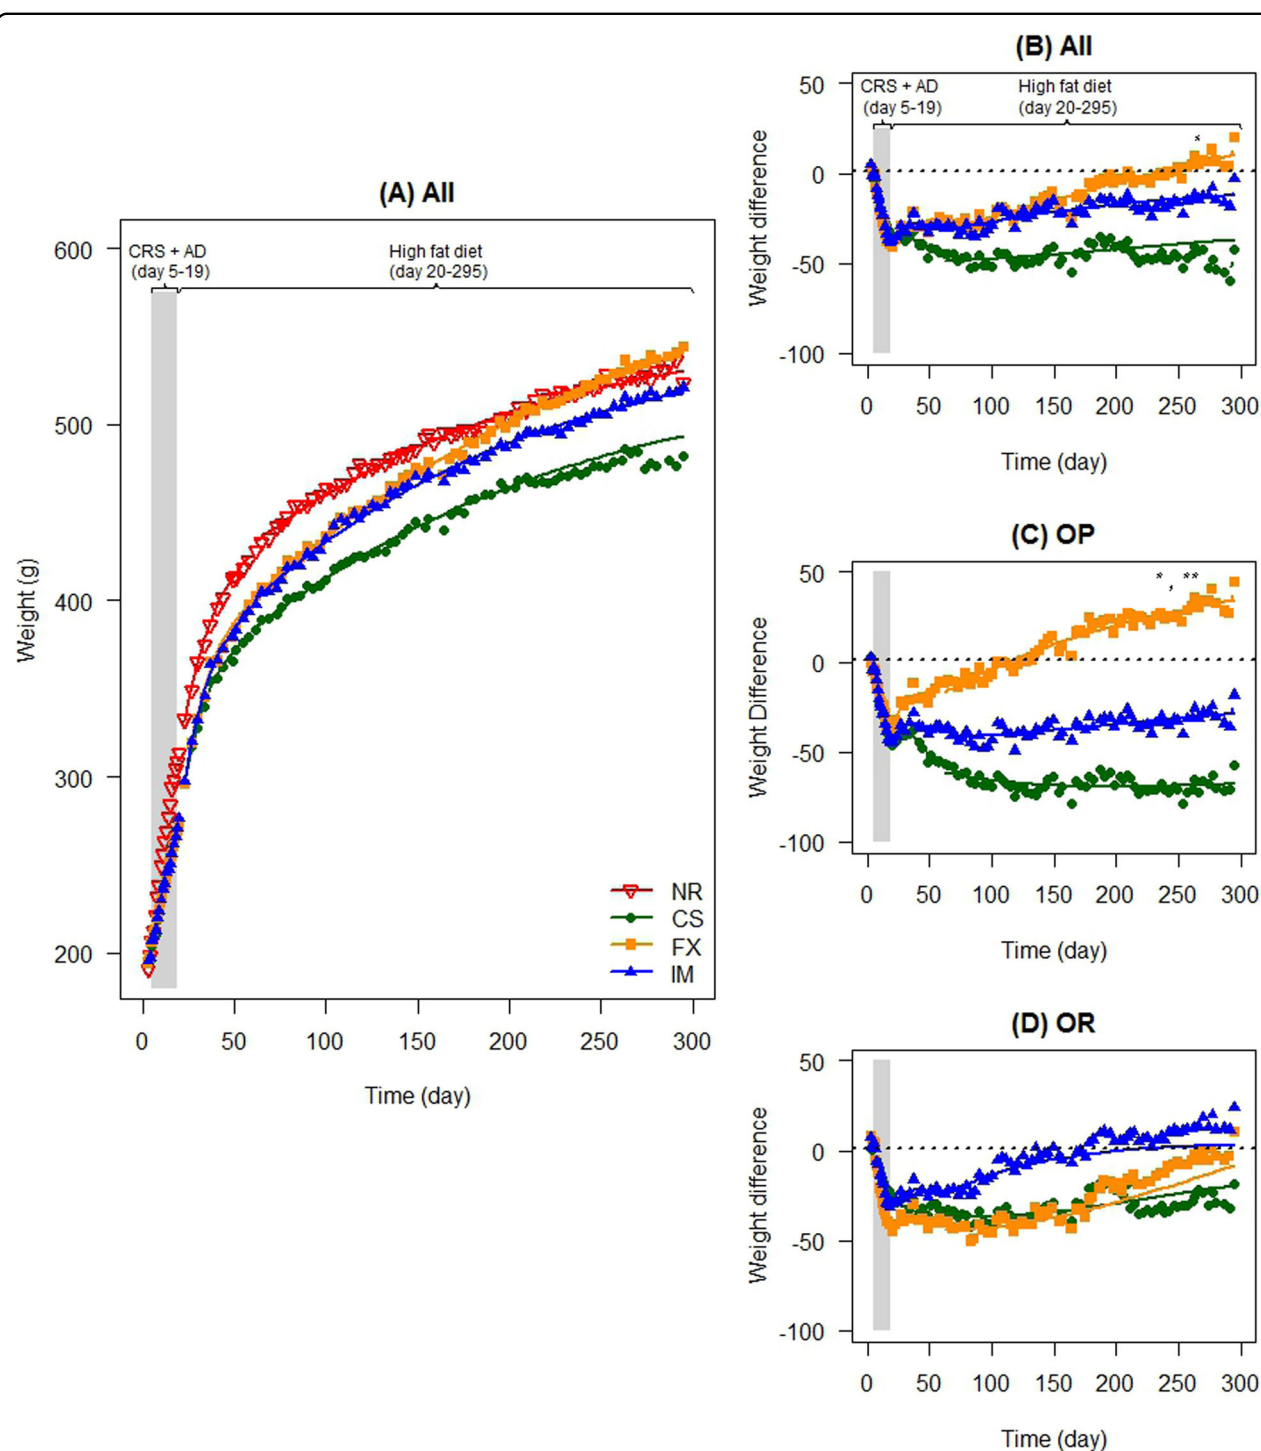 (A) All
CRS + AD
(day 5-19)
High fat diet
(day 20-295)
600
500
400
300
200
Weight (g)
NR
CS
FX
IM
0 50 100 150 200 250 300
Time (day)
(B) All
CRS + AD
(day 5-19)
High fat diet
(day 20-295)
*
50
0
-50
-100
Weight difference
0 50 100 150 200 250 300
Time (day)
(C) OP
* , **
50
0
-50
-100
Weight Difference
0 50 100 150 200 250 300
Time (day)
(D) OR
50
0
-50
-100
Weight difference
0 50 100 150 200 250 300
Time (day)